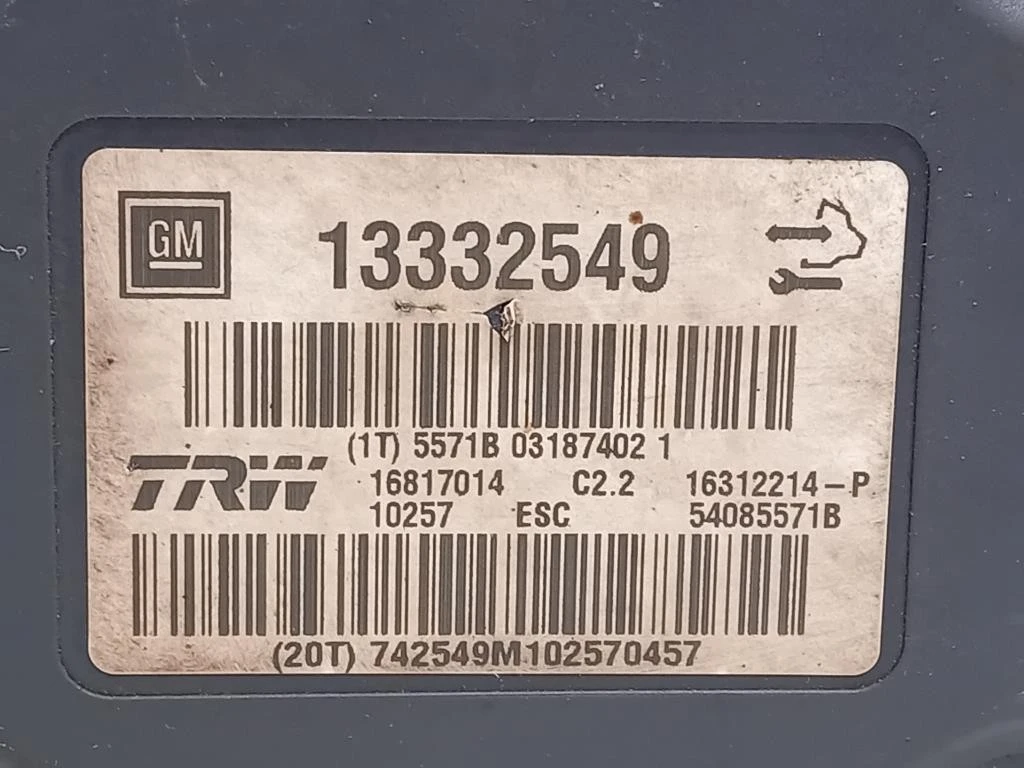 GM 13332549
(1T) 5571B 03187402 1
TRW 16817014 C2.2 16312214-P
10257 ESC 54085571B
(20T) 742549M102570457